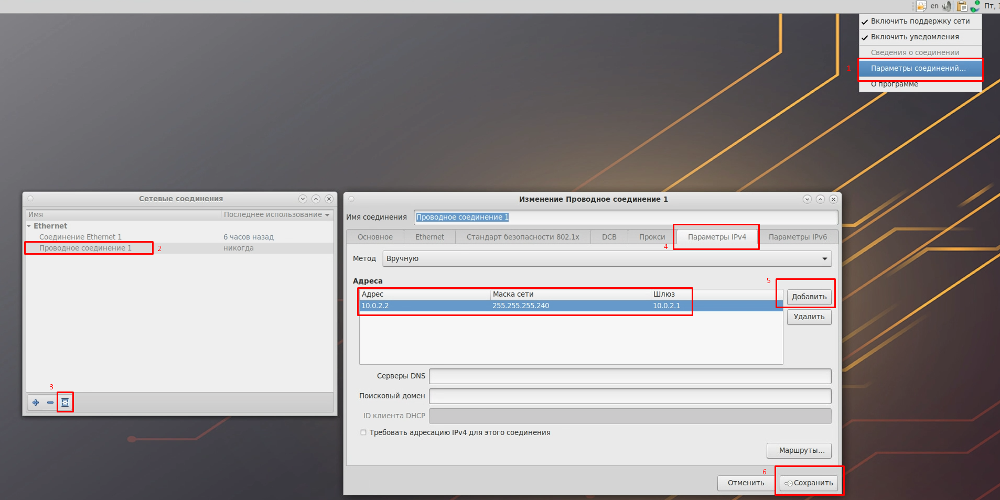 en Пт, 1
Включить поддержку сети
Включить уведомления
Сведения о соединении
1 Параметры соединений...
О программе
Сетевые соединения
Имя Последнее использование
Ethernet
Соединение Ethernet 1 6 часов назад
Проводное соединение 1 2 никогда
3
Изменение Проводное соединение 1
Имя соединения Проводное соединение 1
Основное Ethernet Стандарт безопасности 802.1x DCB Прокси 4 Параметры IPv4 Параметры IPv6
Метод Вручную
Адреса
5
Адрес Маска сети Шлюз
10.0.2.2 255.255.255.240 10.0.2.1
Добавить
Удалить
Серверы DNS
Поисковый домен
ID клиента DHCP
Требовать адресацию IPv4 для этого соединения
Маршруты...
6
Отменить Сохранить